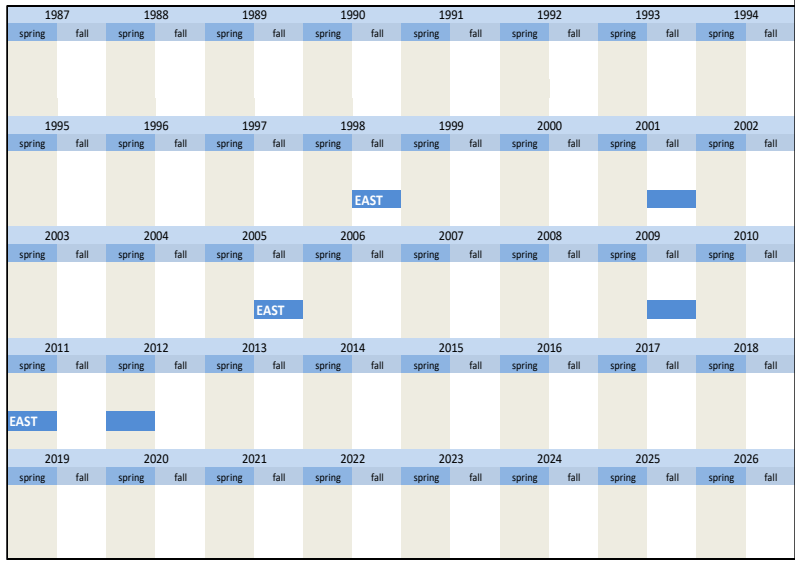 1987 1988 1989 1990 1991 1992 1993 1994
spring fall spring fall spring fall spring fall spring fall spring fall spring fall spring fall
1995 1996 1997 1998 1999 2000 2001 2002
spring fall spring fall spring fall spring fall spring fall spring fall spring fall spring fall
EAST
2003 2004 2005 2006 2007 2008 2009 2010
spring fall spring fall spring fall spring fall spring fall spring fall spring fall spring fall
EAST
2011 2012 2013 2014 2015 2016 2017 2018
spring fall spring fall spring fall spring fall spring fall spring fall spring fall spring fall
EAST
2019 2020 2021 2022 2023 2024 2025 2026
spring fall spring fall spring fall spring fall spring fall spring fall spring fall spring fall